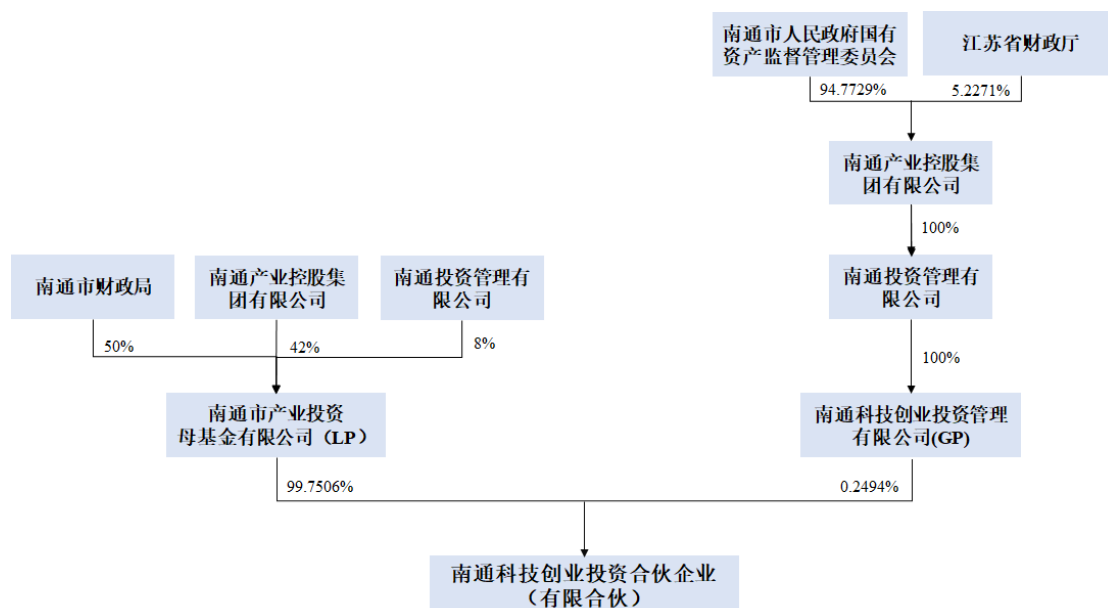 南通市人民政府国有
资产监督管理委员会
江苏省财政厅
94.7729%
5.2271%
南通产业控股集
团有限公司
100%
南通市财政局
南通产业控股集
团有限公司
南通投资管理有
限公司
南通投资管理有
限公司
50%
42%
8%
100%
南通市产业投资
母基金有限公司（LP）
南通科技创业投资管理
有限公司(GP)
99.7506%
0.2494%
南通科技创业投资合伙企业
（有限合伙）